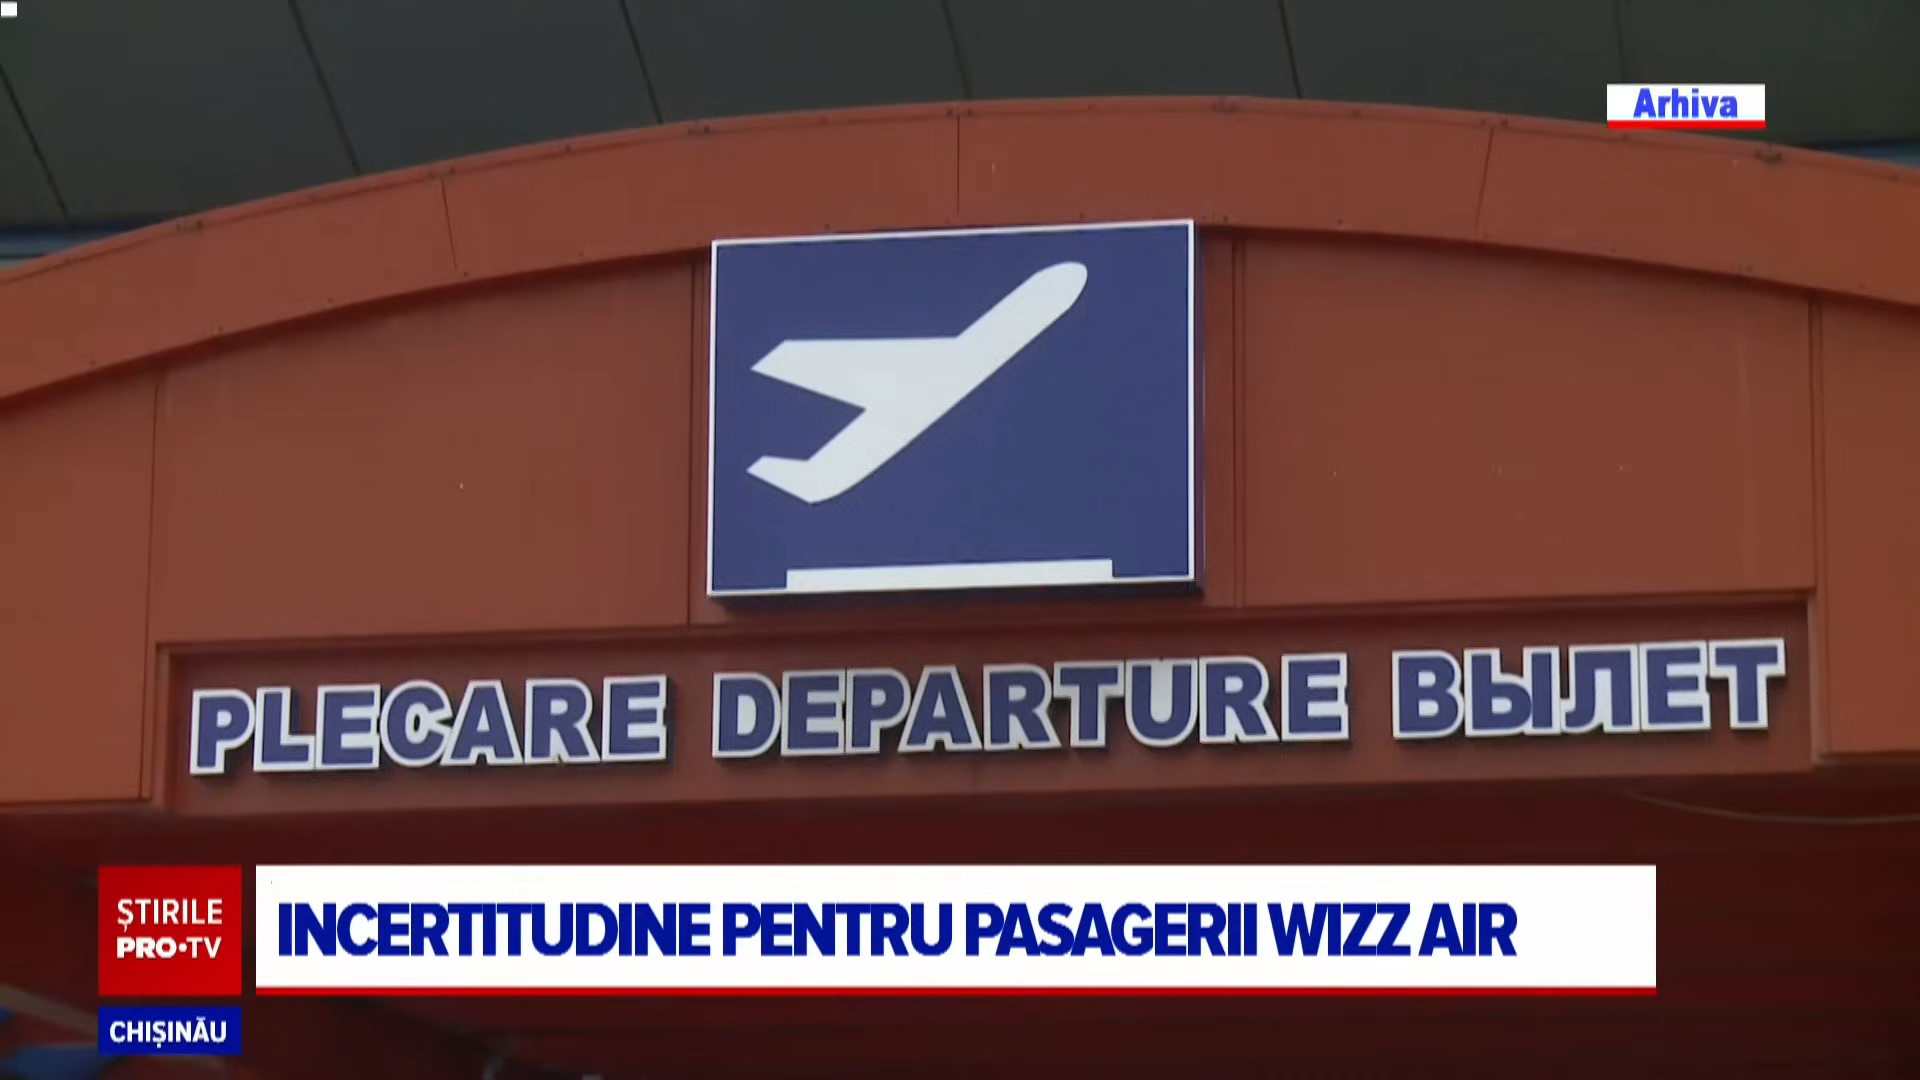 Arhiva
PLECARE DEPARTURE ВЫЛЕТ
ȘTIRILE
PRO•TV
INCERTITUDINE PENTRU PASAGERII WIZZ AIR
CHIȘINĂU